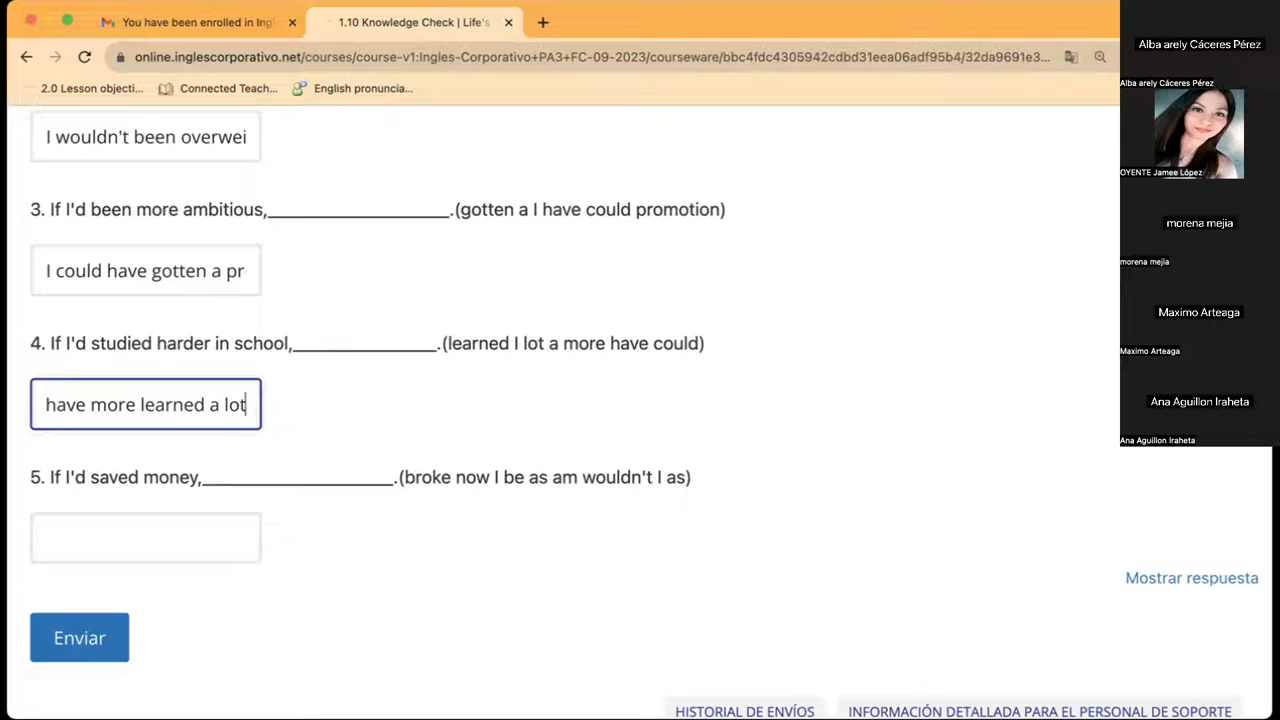 You have been enrolled in Ing
1.10 Knowledge Check | Life's
online.inglescorporativo.net/courses/course-v1:Ingles-Corporativo+PA3+FC-09-2023/courseware/bbc4fdc4305942cdbd31eea06adf95b4/32da9691e3...
2.0 Lesson objecti...
Connected Teach...
English pronuncia...
I wouldn't been overwei
3. If I'd been more ambitious,___________________.(gotten a I have could promotion)
I could have gotten a pr
4. If I'd studied harder in school,_______________.(learned I lot a more have could)
have more learned a lot
5. If I'd saved money,____________________.(broke now I be as am wouldn't I as)
Mostrar respuesta
Enviar
HISTORIAL DE ENVÍOS
INFORMACIÓN DETALLADA PARA EL PERSONAL DE SOPORTE
Alba arely Cáceres Pérez
Alba arely Cáceres Pérez
OYENTE Jamee López
morena mejia
morena mejia
Maximo Arteaga
Maximo Arteaga
Ana Aguillon Iraheta
Ana Aguillon Iraheta